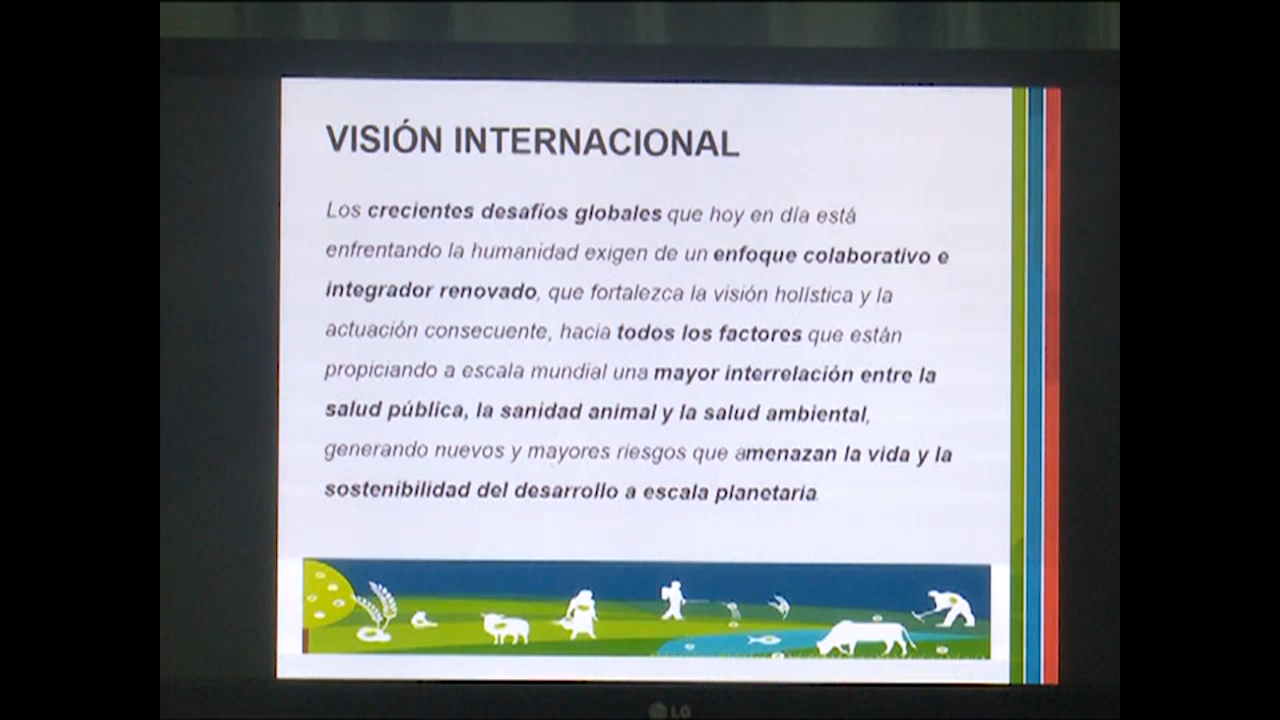 VISIÓN INTERNACIONAL
Los crecientes desafíos globales que hoy en día está
enfrentando la humanidad exigen de un enfoque colaborativo e
integrador renovado, que fortalezca la visión holística y la
actuación consecuente, hacia todos los factores que están
propiciando a escala mundial una mayor interrelación entre la
salud pública, la sanidad animal y la salud ambiental,
generando nuevos y mayores riesgos que amenazan la vida y la
sostenibilidad del desarrollo a escala planetaria
LG